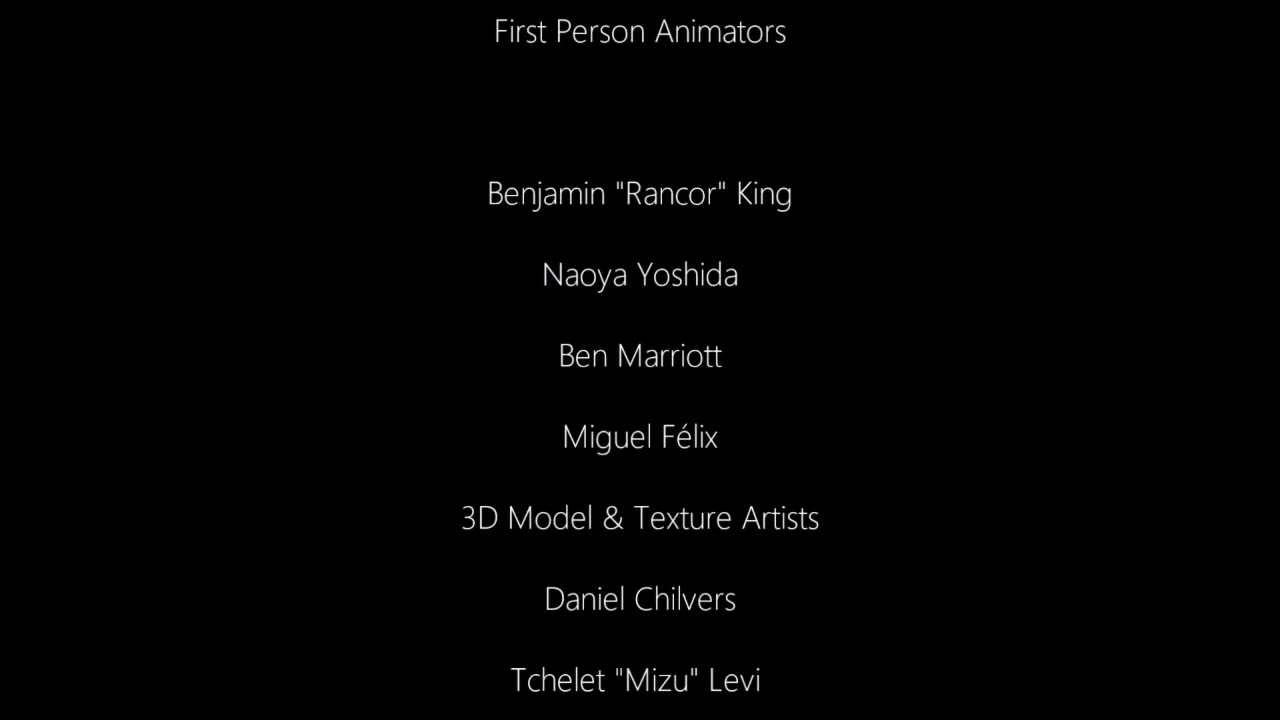 First Person Animators
Benjamin "Rancor" King
Naoya Yoshida
Ben Marriott
Miguel Félix
3D Model & Texture Artists
Daniel Chilvers
Tchelet "Mizu" Levi